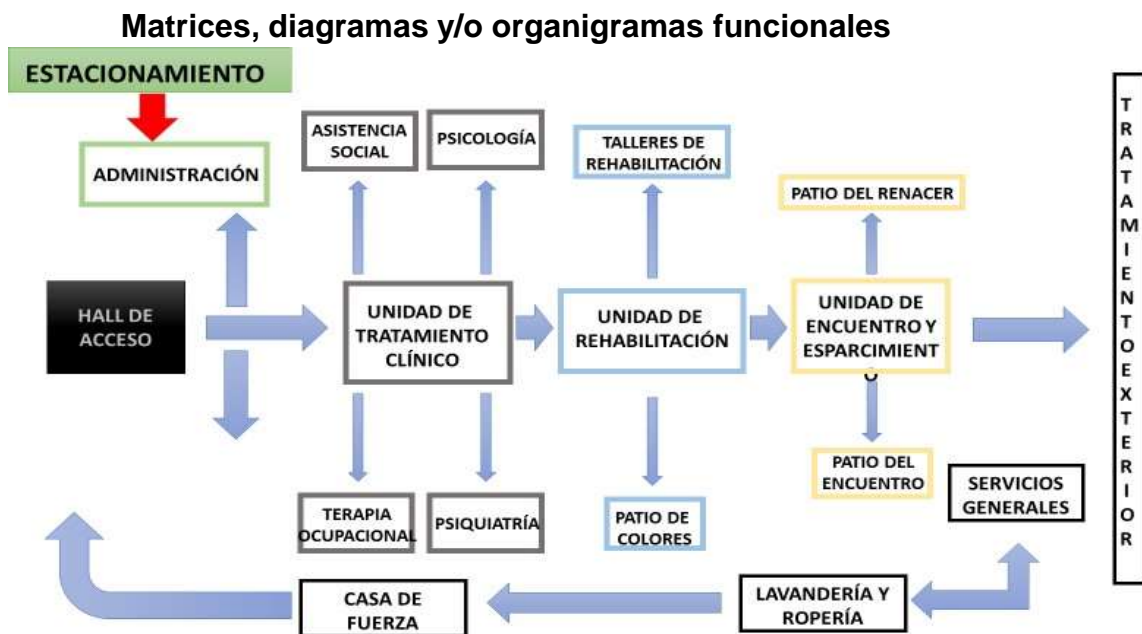 Matrices, diagramas y/o organigramas funcionales
ESTACIONAMIENTO
ADMINISTRACIÓN
ASISTENCIA
SOCIAL
PSICOLOGÍA
TALLERES DE
REHABILITACIÓN
PATIO DEL RENACER
HALL DE
ACCESO
UNIDAD DE
TRATAMIENTO
CLÍNICO
UNIDAD DE
REHABILITACIÓN
UNIDAD DE
ENCUENTRO Y
ESPARCIMIENT
O
TERAPIA
OCUPACIONAL
PSIQUIATRÍA
PATIO DE
COLORES
PATIO DEL
ENCUENTRO
SERVICIOS
GENERALES
CASA DE
FUERZA
LAVANDERÍA Y
ROPERÍA
T
R
A
T
A
M
I
E
N
T
O
E
X
T
E
R
I
O
R